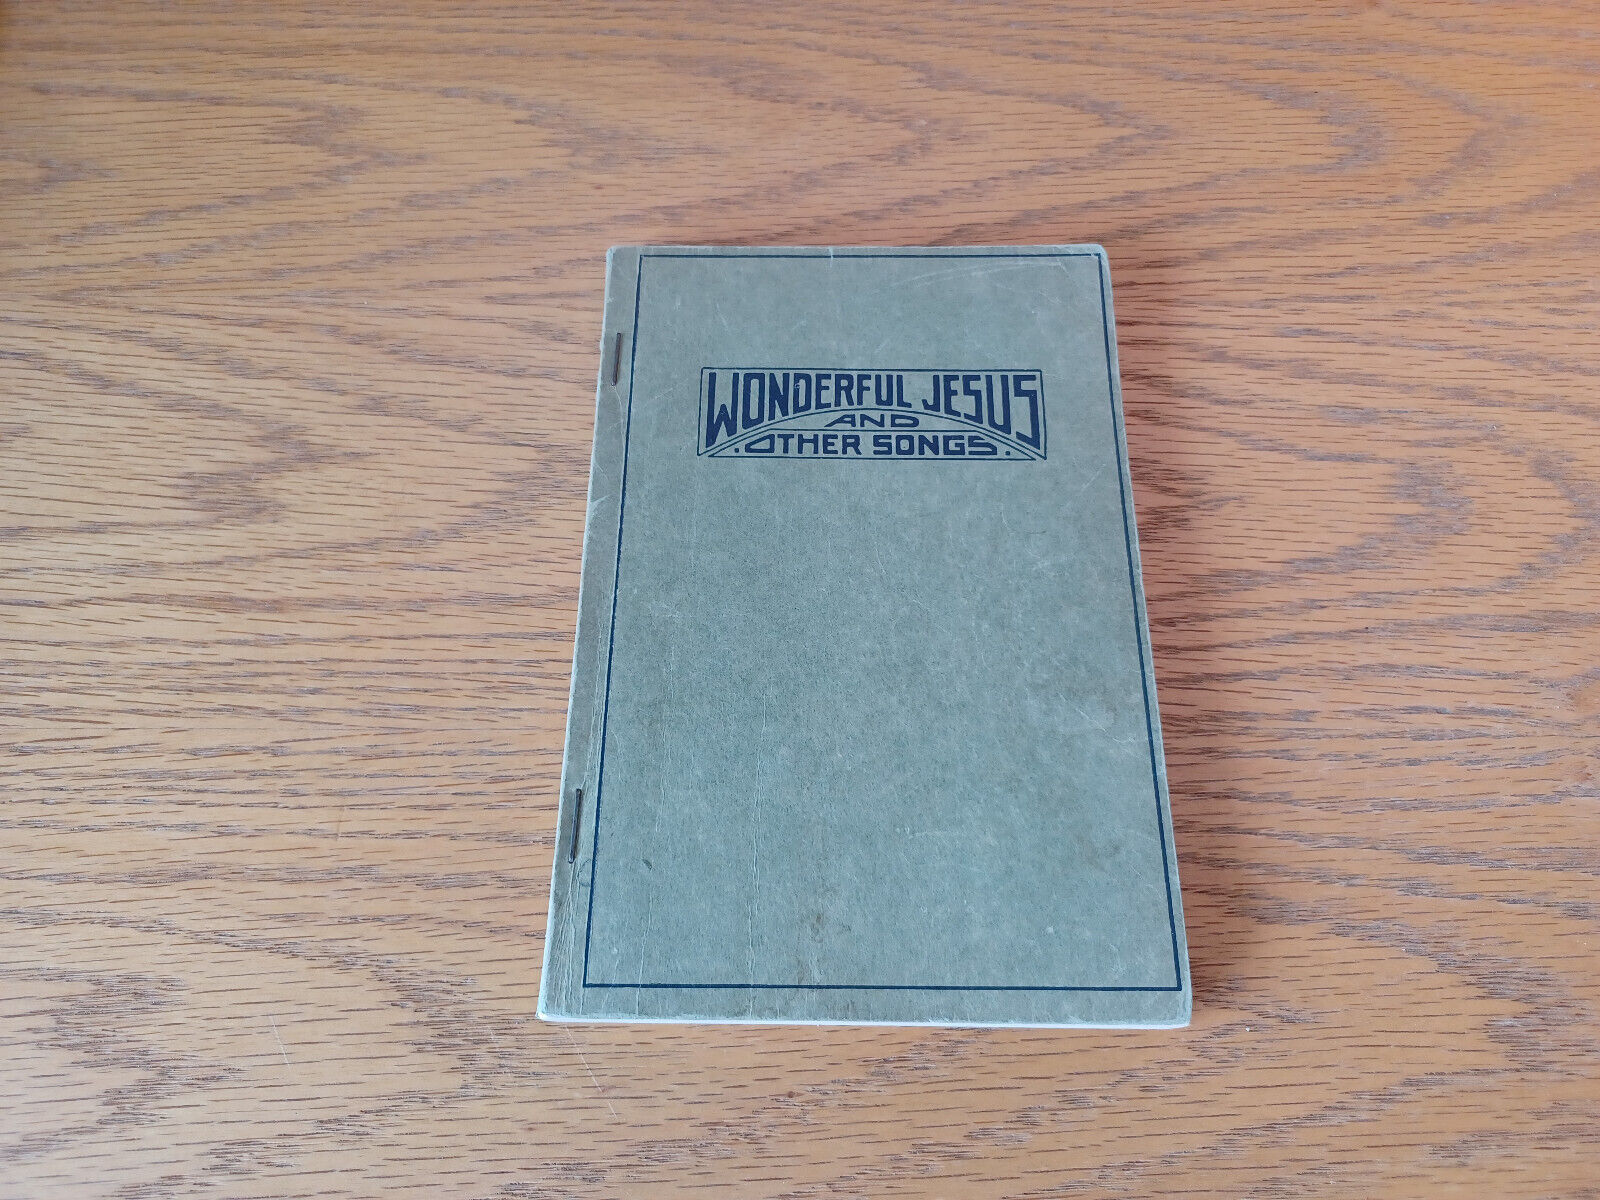 WONDERFUL JESUS
AND
.OTHER SONGS.